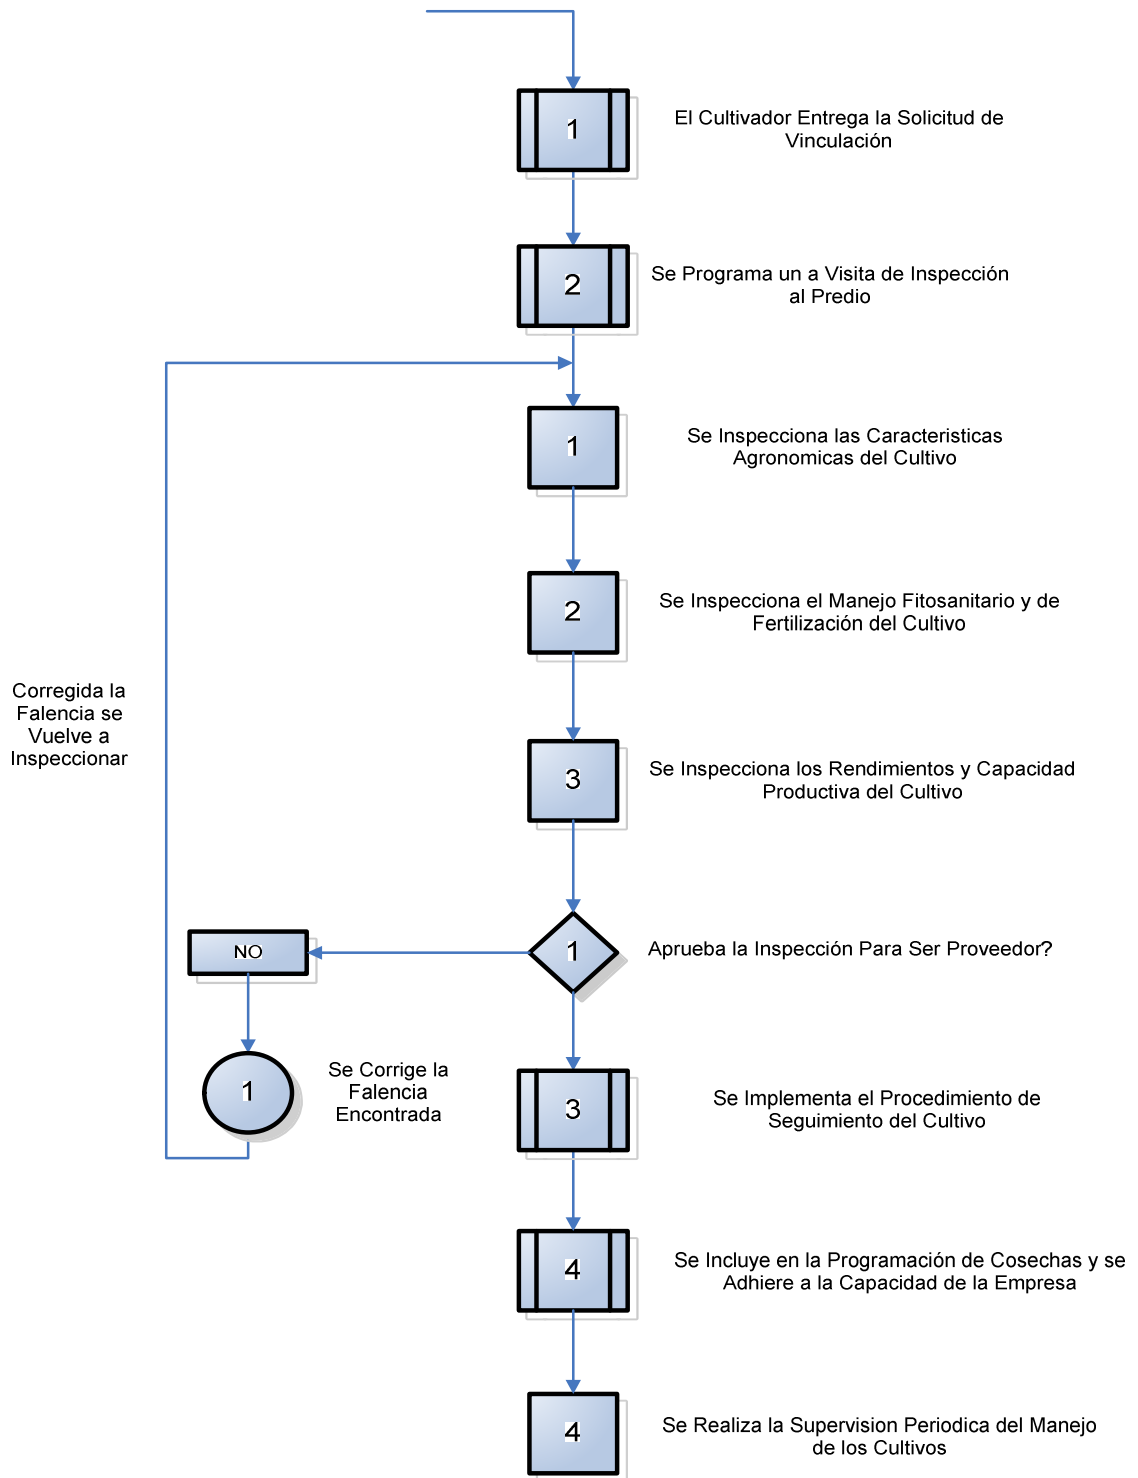 1
El Cultivador Entrega la Solicitud de
Vinculación
2
Se Programa un a Visita de Inspección
al Predio
1
Se Inspecciona las Caracteristicas
Agronomicas del Cultivo
2
Se Inspecciona el Manejo Fitosanitario y de
Fertilización del Cultivo
Corregida la
Falencia se
Vuelve a
Inspeccionar
3
Se Inspecciona los Rendimientos y Capacidad
Productiva del Cultivo
NO
1
Aprueba la Inspección Para Ser Proveedor?
1
Se Corrige la
Falencia
Encontrada
3
Se Implementa el Procedimiento de
Seguimiento del Cultivo
4
Se Incluye en la Programación de Cosechas y se
Adhiere a la Capacidad de la Empresa
4
Se Realiza la Supervision Periodica del Manejo
de los Cultivos